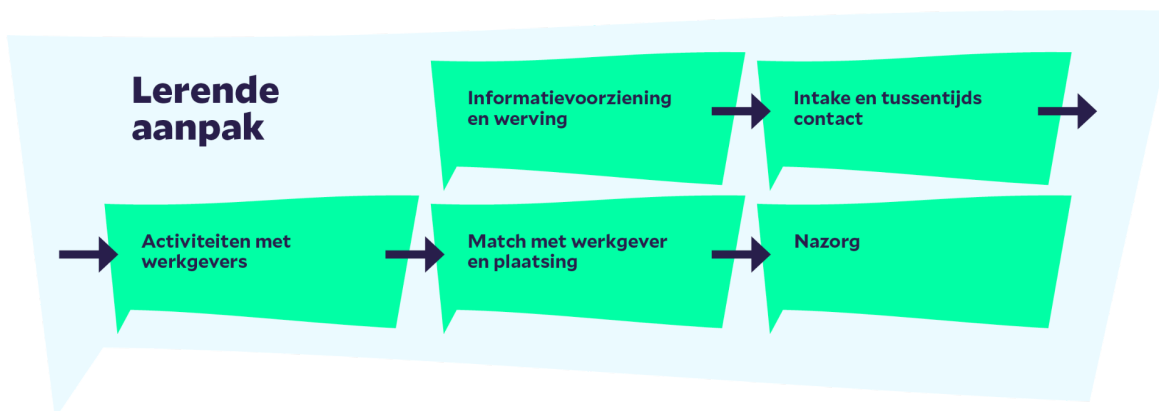 Lerende
aanpak
Informatievoorziening
en werving
Intake en tussentijds
contact
Activiteiten met
werkgevers
Match met werkgever
en plaatsing
Nazorg